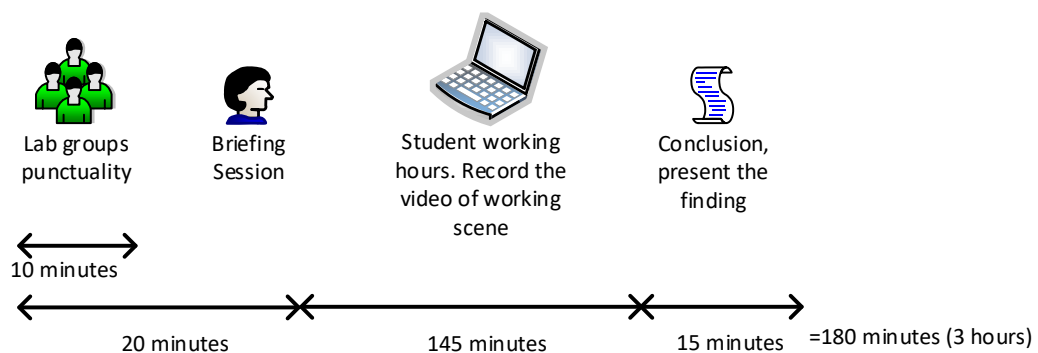 Lab groups
punctuality
Briefing
Session
Student working
hours. Record the
video of working
scene
Conclusion,
present the
finding
10 minutes
20 minutes
145 minutes
15 minutes
=180 minutes (3 hours)